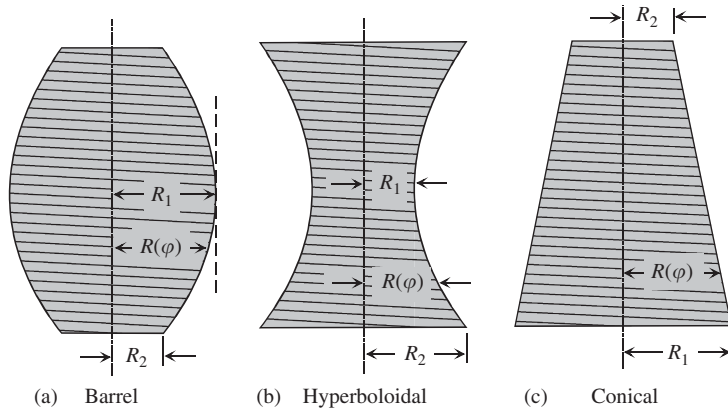 R₂
R₁
R₁
R(φ)
R(φ)
R(φ)
R₂
R₂
R₁
(a) Barrel
(b) Hyperboloidal
(c) Conical